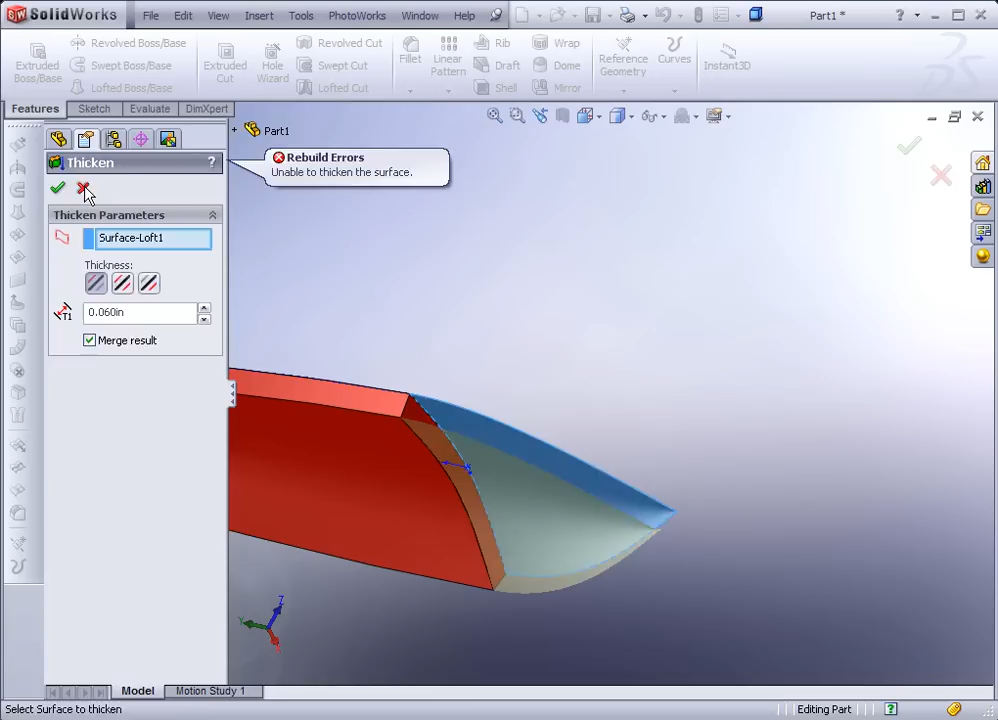 SolidWorks File Edit View Insert Tools PhotoWorks Window Help Part1 *
Extruded Boss/Base
Revolved Boss/Base
Swept Boss/Base
Lofted Boss/Base
Extruded Cut
Hole Wizard
Revolved Cut
Swept Cut
Lofted Cut
Fillet
Linear Pattern
Rib
Draft
Shell
Wrap
Dome
Mirror
Reference Geometry
Curves
Instant3D
Features Sketch Evaluate DimXpert
Part1
Thicken ?
Rebuild Errors
Unable to thicken the surface.
Thicken Parameters
Surface-Loft1
Thickness:
T1 0.060in
Merge result
Z
Y
X
Model Motion Study 1
Select Surface to thicken Editing Part ?